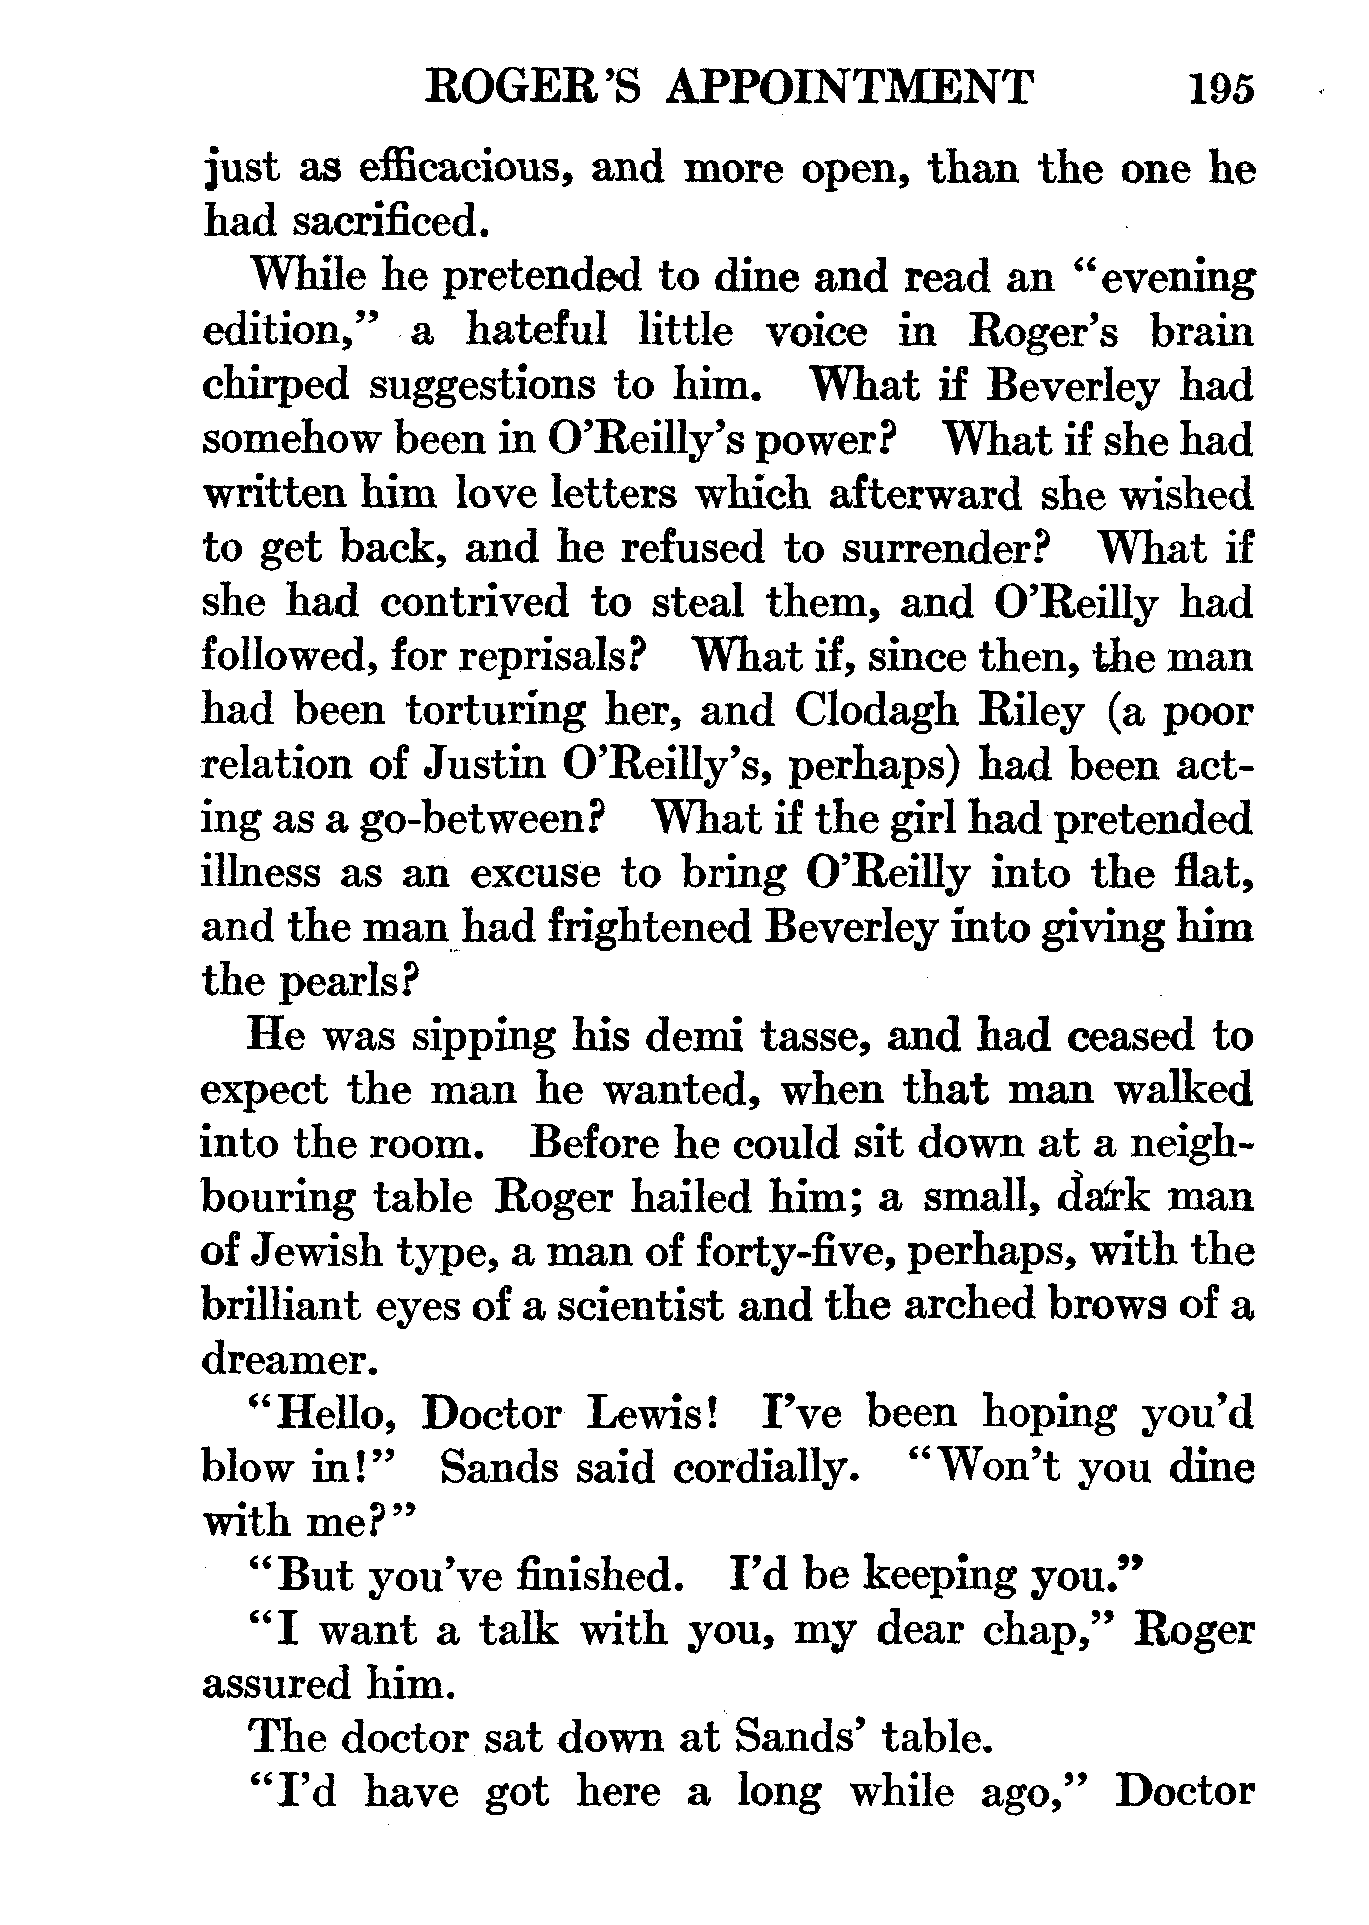 ROGER'S APPOINTMENT 195
just as efficacious, and more open, than the one he
had sacrificed.
While he pretended to dine and read an "evening
edition," a hateful little voice in Roger's brain
chirped suggestions to him. What if Beverley had
somehow been in O'Reilly's power? What if she had
written him love letters which afterward she wished
to get back, and he refused to surrender? What if
she had contrived to steal them, and O'Reilly had
followed, for reprisals? What if, since then, the man
had been torturing her, and Clodagh Riley (a poor
relation of Justin O'Reilly's, perhaps) had been act-
ing as a go-between? What if the girl had pretended
illness as an excuse to bring O'Reilly into the flat,
and the man had frightened Beverley into giving him
the pearls?
He was sipping his demi tasse, and had ceased to
expect the man he wanted, when that man walked
into the room. Before he could sit down at a neigh-
bouring table Roger hailed him; a small, dark man
of Jewish type, a man of forty-five, perhaps, with the
brilliant eyes of a scientist and the arched brows of a
dreamer.
"Hello, Doctor Lewis! I've been hoping you'd
blow in!" Sands said cordially. "Won't you dine
with me?"
"But you've finished. I'd be keeping you."
"I want a talk with you, my dear chap," Roger
assured him.
The doctor sat down at Sands' table.
"I'd have got here a long while ago," Doctor